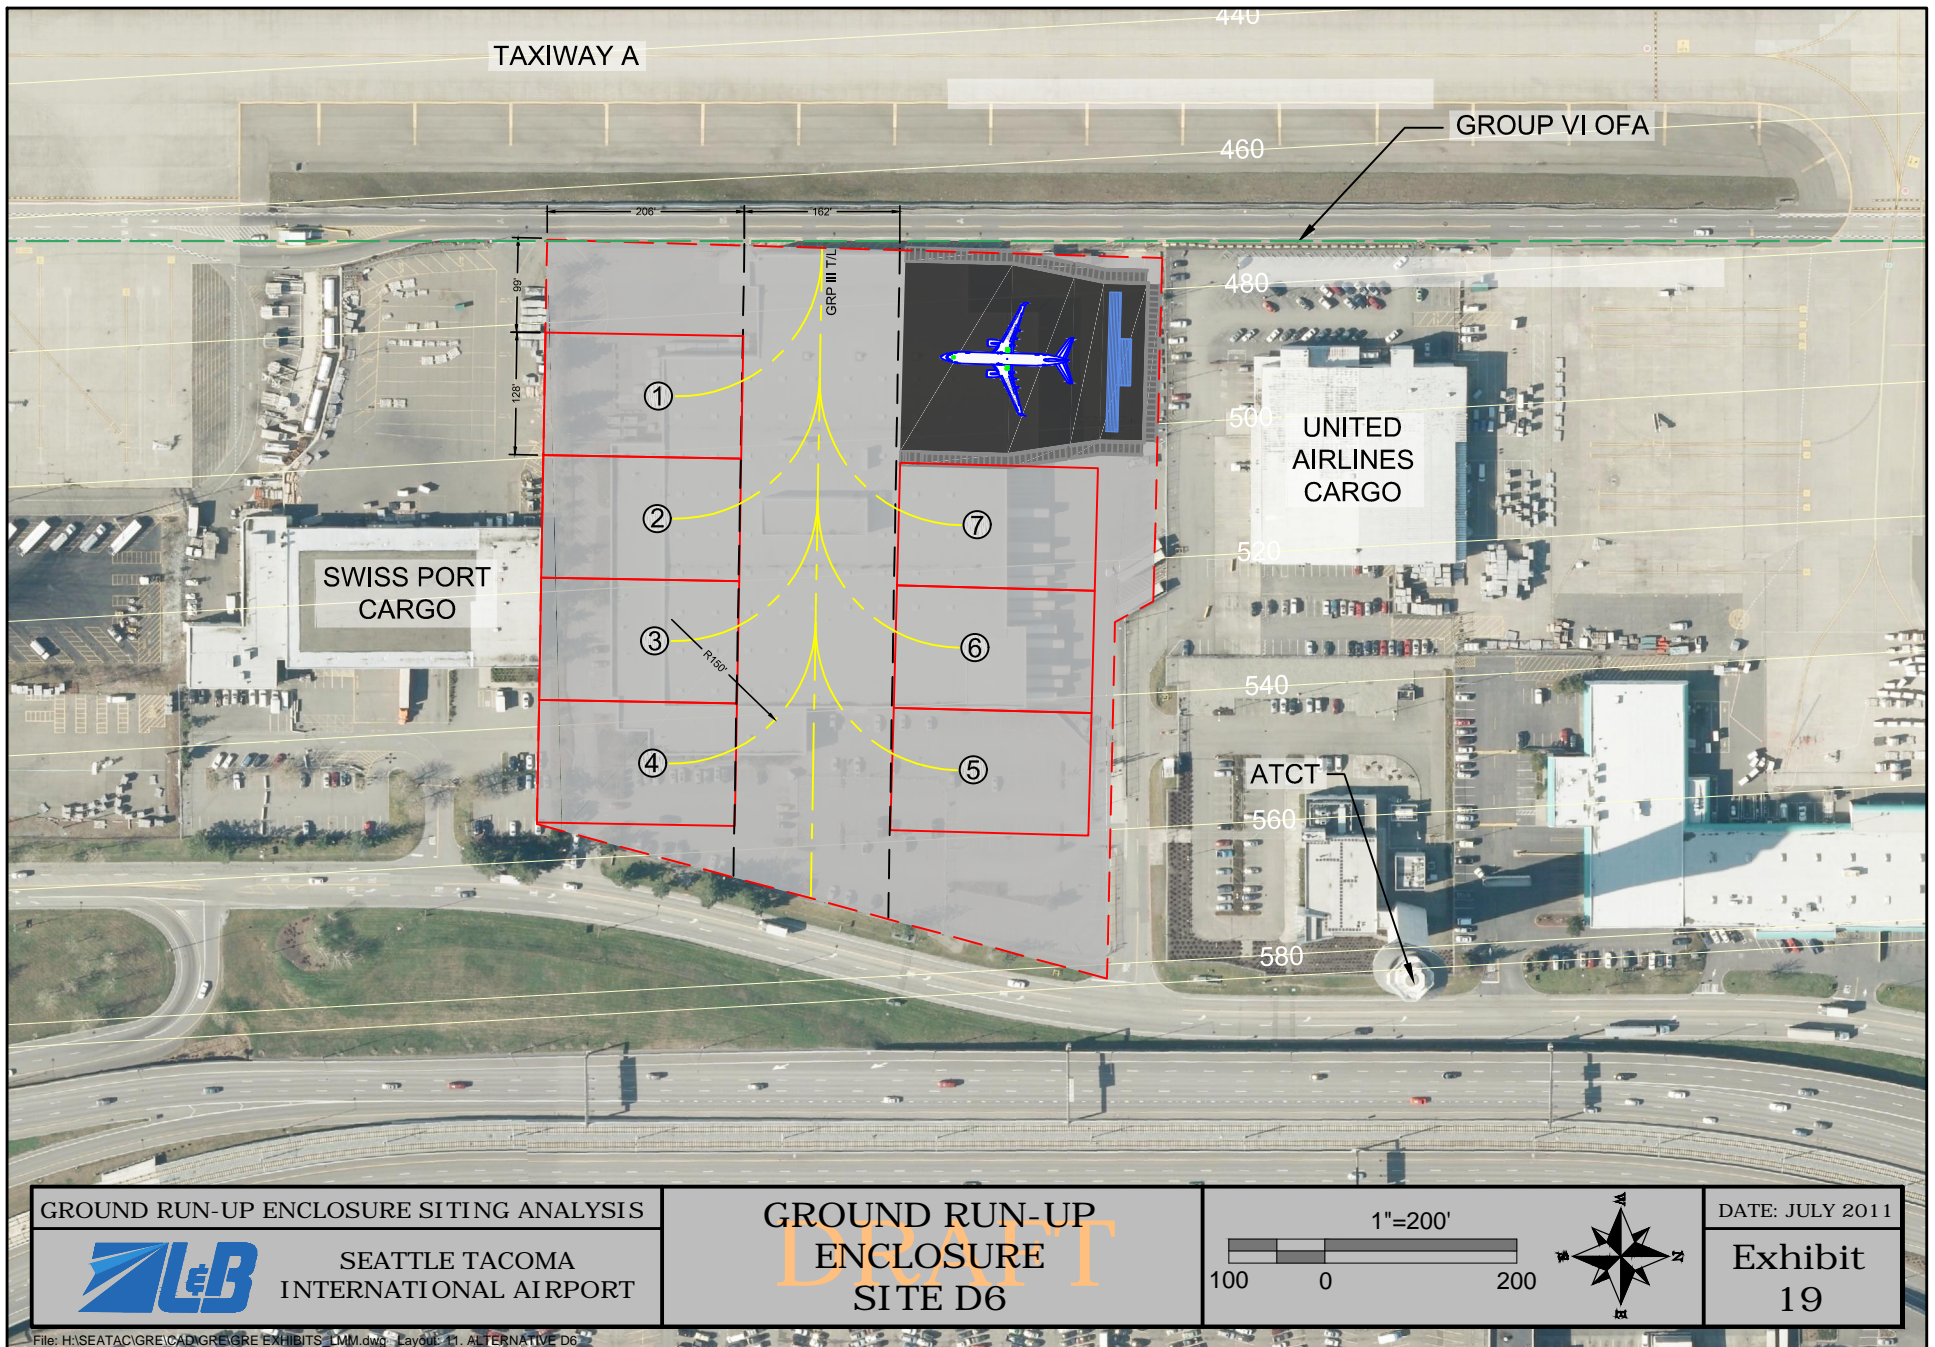 440
TAXIWAY A
GROUP VI OFA
460
206'
162'
GRP III T/L
99'
480
128'
1
500
UNITED
AIRLINES
CARGO
2
7
520
SWISS PORT
CARGO
3
6
R150'
540
4
5
ATCT
560
580
GROUND RUN-UP ENCLOSURE SITING ANALYSIS
L&B
SEATTLE TACOMA
INTERNATIONAL AIRPORT
DRAFT
GROUND RUN-UP
ENCLOSURE
SITE D6
1"=200'
100 0 200
W
S N
E
DATE: JULY 2011
Exhibit
19
File: H:\SEATAC\GRE\CAD\GRE\GRE EXHIBITS_LMM.dwg Layout: 11. ALTERNATIVE D6